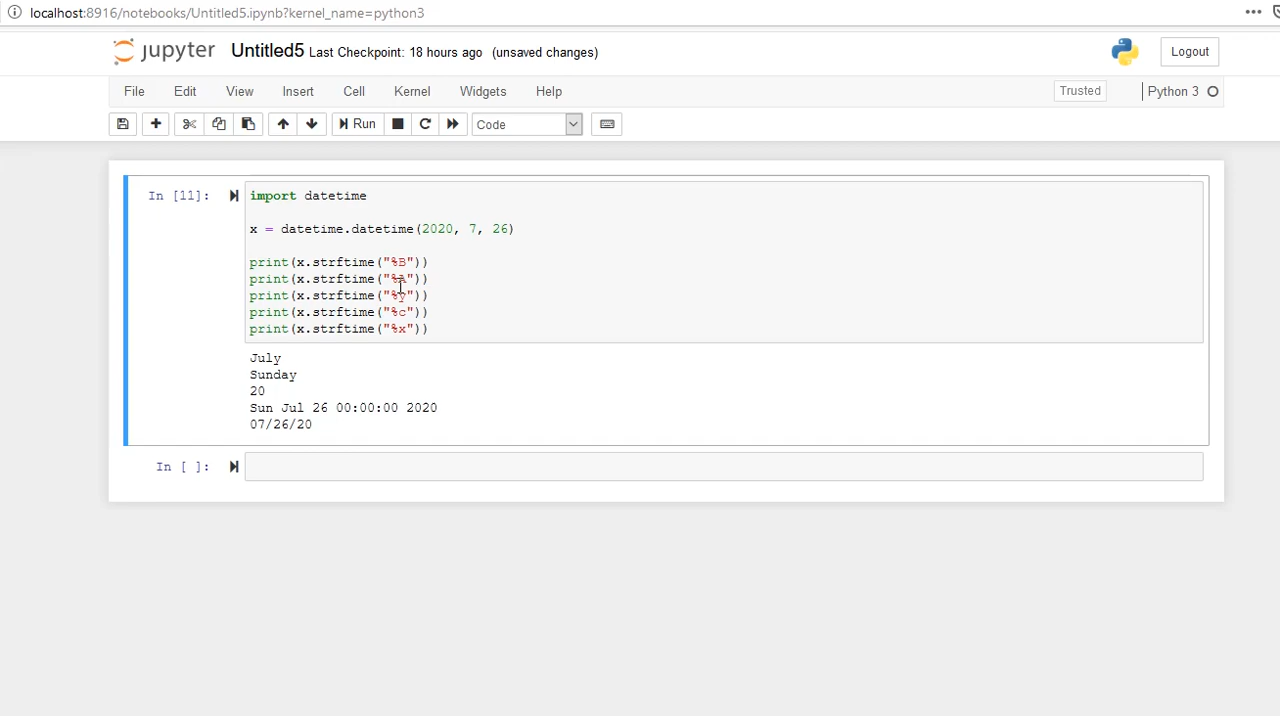 localhost:8916/notebooks/Untitled5.ipynb?kernel_name=python3
jupyter Untitled5 Last Checkpoint: 18 hours ago (unsaved changes) Logout
File Edit View Insert Cell Kernel Widgets Help Trusted Python 3
Run Code
In [11]: import datetime
x = datetime.datetime(2020, 7, 26)
print(x.strftime("%B"))
print(x.strftime("%A"))
print(x.strftime("%y"))
print(x.strftime("%c"))
print(x.strftime("%x"))
July
Sunday
20
Sun Jul 26 00:00:00 2020
07/26/20
In [ ]: